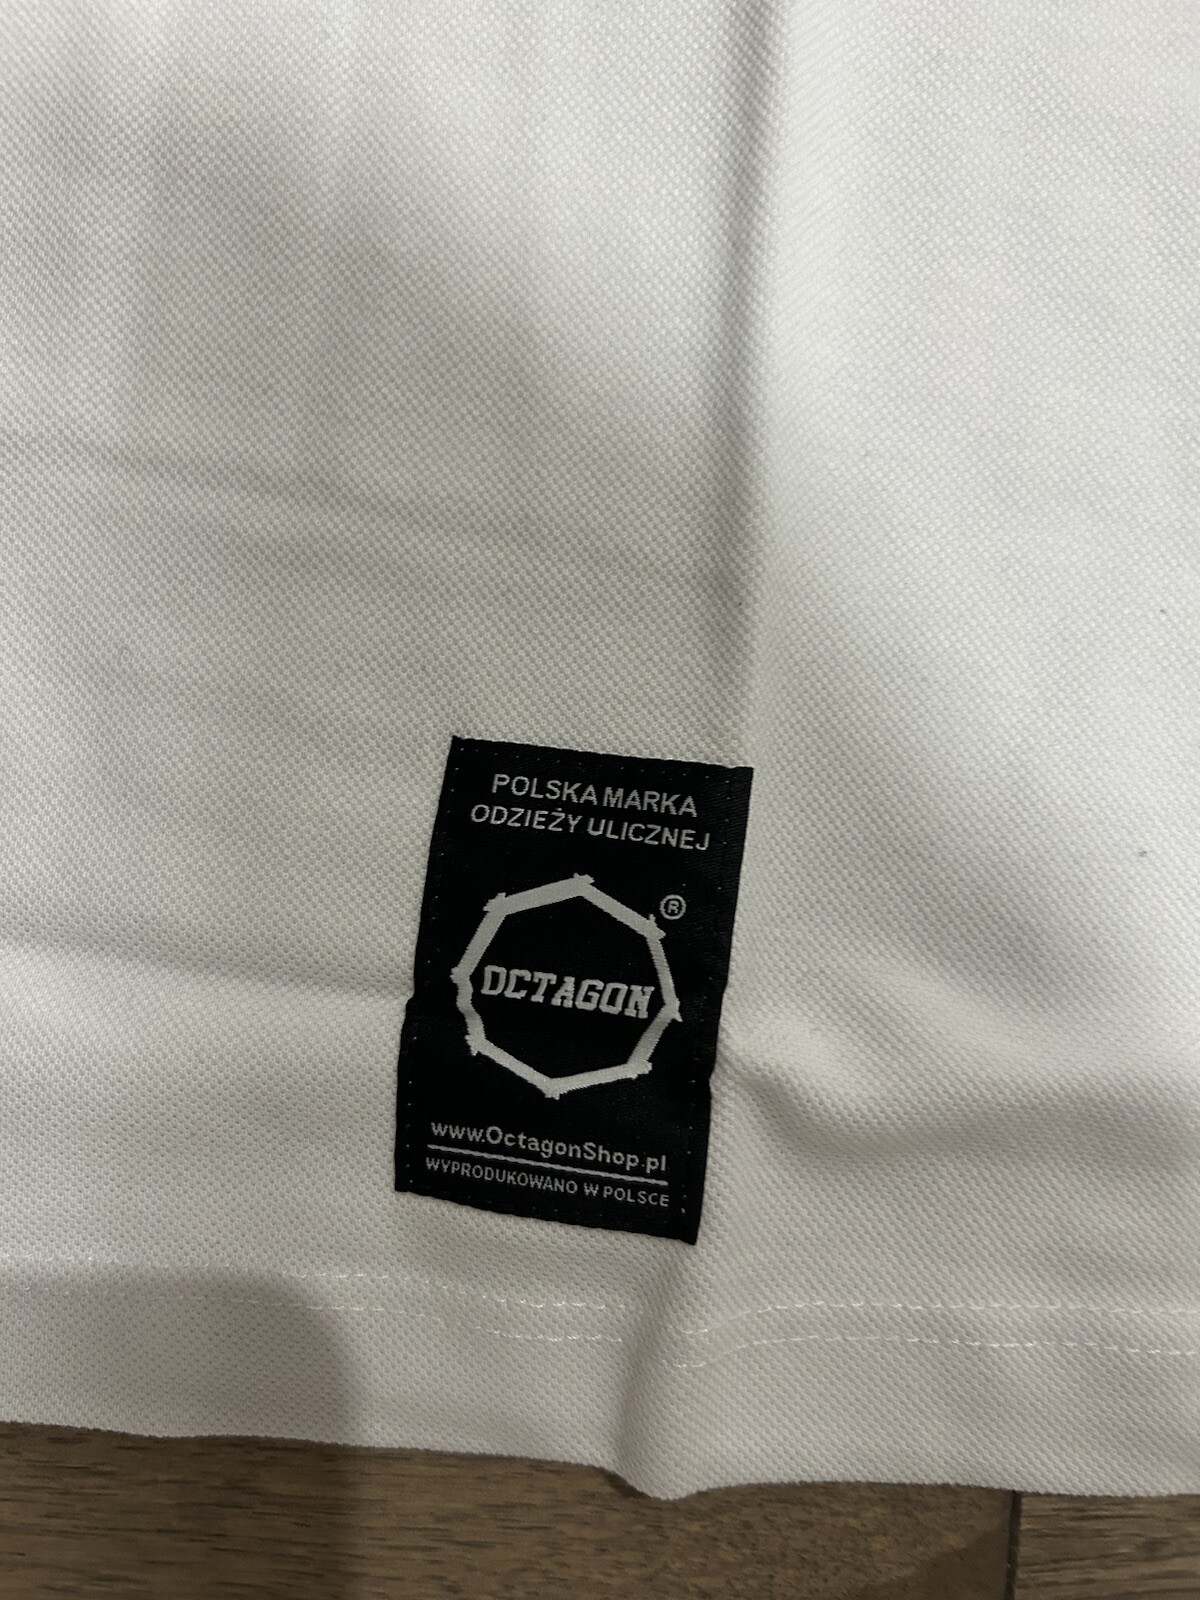 POLSKA MARKA
ODZIEŻY ULICZNEJ
®
OCTAGON
www.OctagonShop.pl
WYPRODUKOWANO W POLSCE